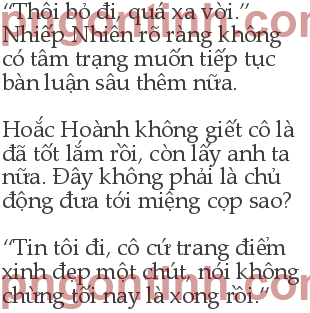 “Thôi bỏ đi, quá xa vời.”
Nhiếp Nhiên rõ ràng không
có tâm trạng muốn tiếp tục
bàn luận sâu thêm nữa.
Hoắc Hoành không giết cô là
đã tốt lắm rồi, còn lấy anh ta
nữa. Đây không phải là chủ
động đưa tới miệng cọp sao?
“Tin tôi đi, cô cứ trang điểm
xinh đẹp một chút, nói không
chừng tối nay là xong rồi.”